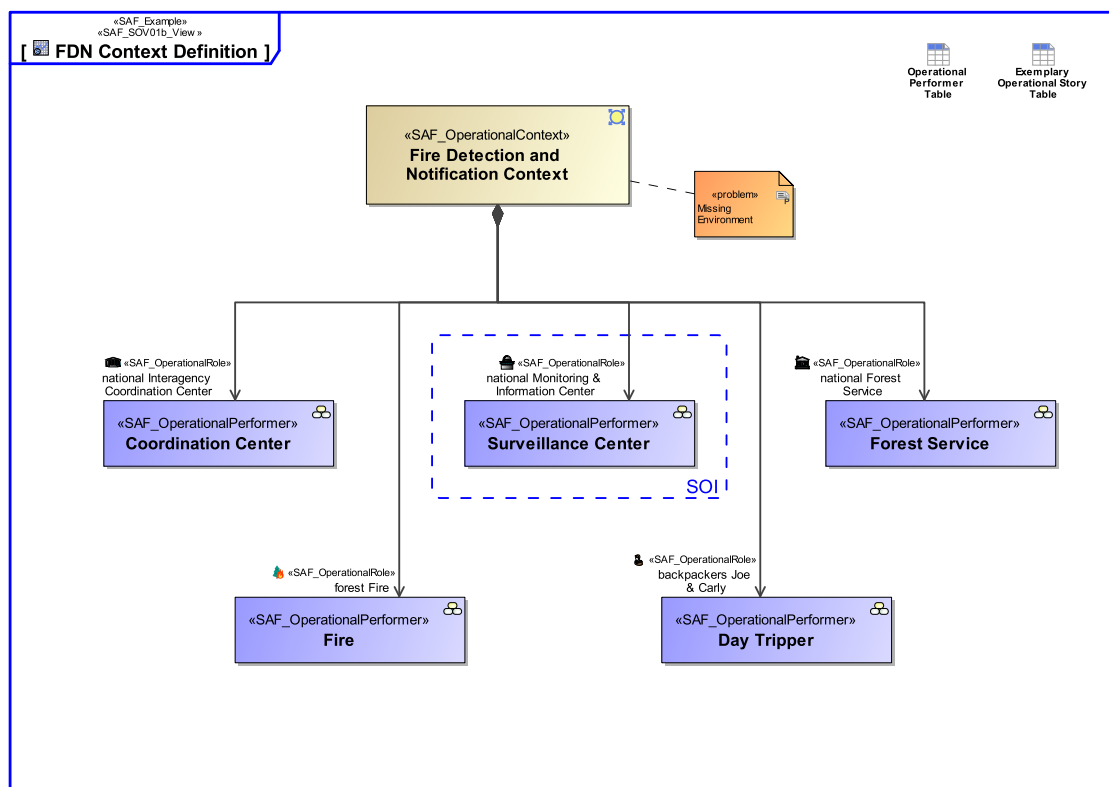 «SAF_Example»
«SAF_SOV01b_View »
[ FDN Context Definition ]
Operational
Performer
Table
Exemplary
Operational Story
Table
«SAF_OperationalContext»
Fire Detection and
Notification Context
«problem»
Missing
Environment
«SAF_OperationalRole»
national Interagency
Coordination Center
«SAF_OperationalPerformer»
Coordination Center
«SAF_OperationalRole»
national Monitoring &
Information Center
«SAF_OperationalPerformer»
Surveillance Center
SOI
«SAF_OperationalRole»
national Forest
Service
«SAF_OperationalPerformer»
Forest Service
«SAF_OperationalRole»
forest Fire
«SAF_OperationalPerformer»
Fire
«SAF_OperationalRole»
backpackers Joe
& Carly
«SAF_OperationalPerformer»
Day Tripper